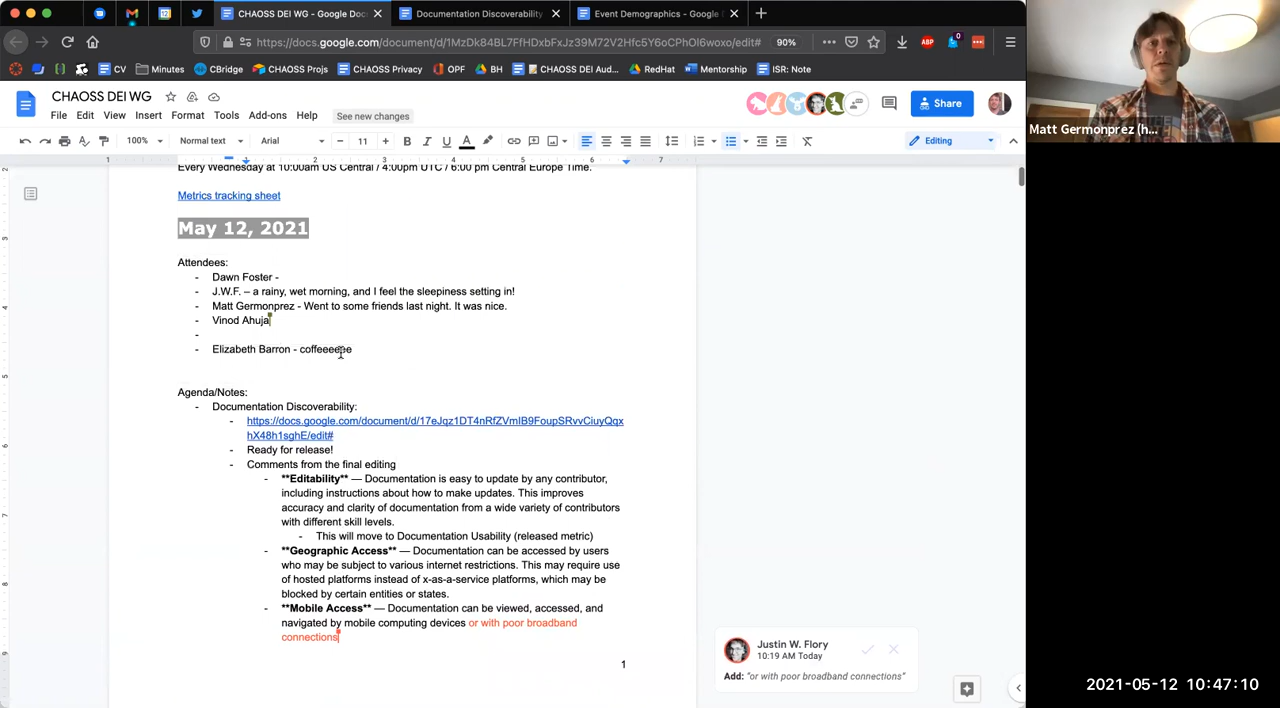 CHAOSS DEI WG - Google Doc
Documentation Discoverability
Event Demographics - Google D
https://docs.google.com/document/d/1MzDk84BL7FfHDxbFxJz39M72V2Hfc5Y6oCPhOI6woxo/edit#
90%
ABP
0
CV
Minutes
CBridge
CHAOSS Projs
CHAOSS Privacy
OPF
BH
CHAOSS DEI Aud...
RedHat
Mentorship
ISR: Note
CHAOSS DEI WG
File Edit View Insert Format Tools Add-ons Help
See new changes
Share
100%
Normal text
Arial
11
B I U A
Editing
1 2 3 4 5 6 7
Every Wednesday at 10:00am US Central / 4:00pm UTC / 6:00 pm Central Europe Time.
Metrics tracking sheet
May 12, 2021
Attendees:
- Dawn Foster -
- J.W.F. – a rainy, wet morning, and I feel the sleepiness setting in!
- Matt Germonprez - Went to some friends last night. It was nice.
- Vinod Ahuja
-
- Elizabeth Barron - coffeeeeee
Agenda/Notes:
- Documentation Discoverability:
- https://docs.google.com/document/d/17eJqz1DT4nRfZVmIB9FoupSRvvCiuyQqx
hX48h1sghE/edit#
- Ready for release!
- Comments from the final editing
- **Editability** — Documentation is easy to update by any contributor,
including instructions about how to make updates. This improves
accuracy and clarity of documentation from a wide variety of contributors
with different skill levels.
- This will move to Documentation Usability (released metric)
- **Geographic Access** — Documentation can be accessed by users
who may be subject to various internet restrictions. This may require use
of hosted platforms instead of x-as-a-service platforms, which may be
blocked by certain entities or states.
- **Mobile Access** — Documentation can be viewed, accessed, and
navigated by mobile computing devices or with poor broadband
connections
1
Justin W. Flory
10:19 AM Today
Add: "or with poor broadband connections"
Matt Germonprez (h...
2021-05-12 10:47:10